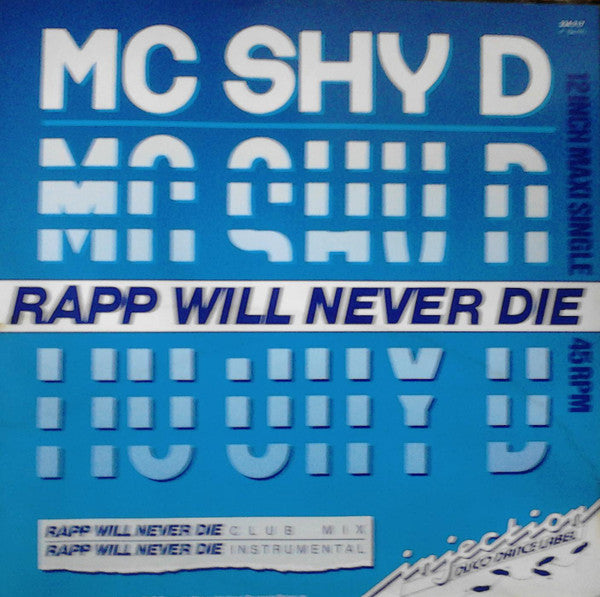 MC SHY D
RAPP WILL NEVER DIE
12 INCH MAXI SINGLE 45 RPM
RAPP WILL NEVER DIE CLUB MIX
RAPP WILL NEVER DIE INSTRUMENTAL
injection
DISCO DANCE LABEL